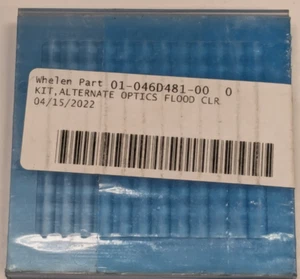 Whelen Part 01-046D481-00 0
KIT,ALTERNATE OPTICS FLOOD CLR
04/15/2022